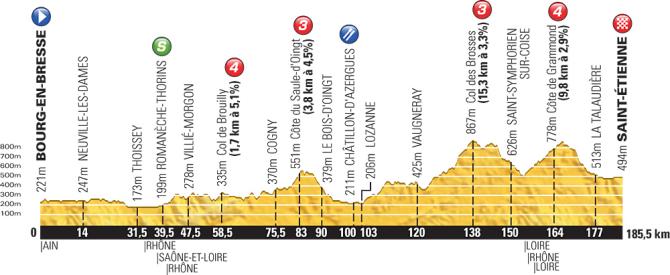 221m BOURG-EN-BRESSE
247m NEUVILLE-LES-DAMES
173m THOISSEY
S
199m ROMANÈCHE-THORINS
278m VILLIÉ-MORGON
4
335m Col de Brouilly
(1,7 km à 5,1%)
370m COGNY
3
551m Côte du Saule-d'Oingt
(3,8 km à 4,5%)
379m LE BOIS-D'OINGT
211m CHÂTILLON-D'AZERGUES
206m LOZANNE
425m VAUGNERAY
3
867m Col des Brosses
(15,3 km à 3,3%)
626m SAINT-SYMPHORIEN
SUR-COISE
4
778m Côte de Grammond
(9,8 km à 2,9%)
513m LA TALAUDIÈRE
494m SAINT-ÉTIENNE
800m
700m
600m
500m
400m
300m
200m
100m
0 14 31,5 39,5 47,5 58,5 75,5 83 90 100 103 120 138 150 164 177 185,5 km
|AIN |RHÔNE |LOIRE
|SAÔNE-ET-LOIRE |RHÔNE
|RHÔNE |LOIRE